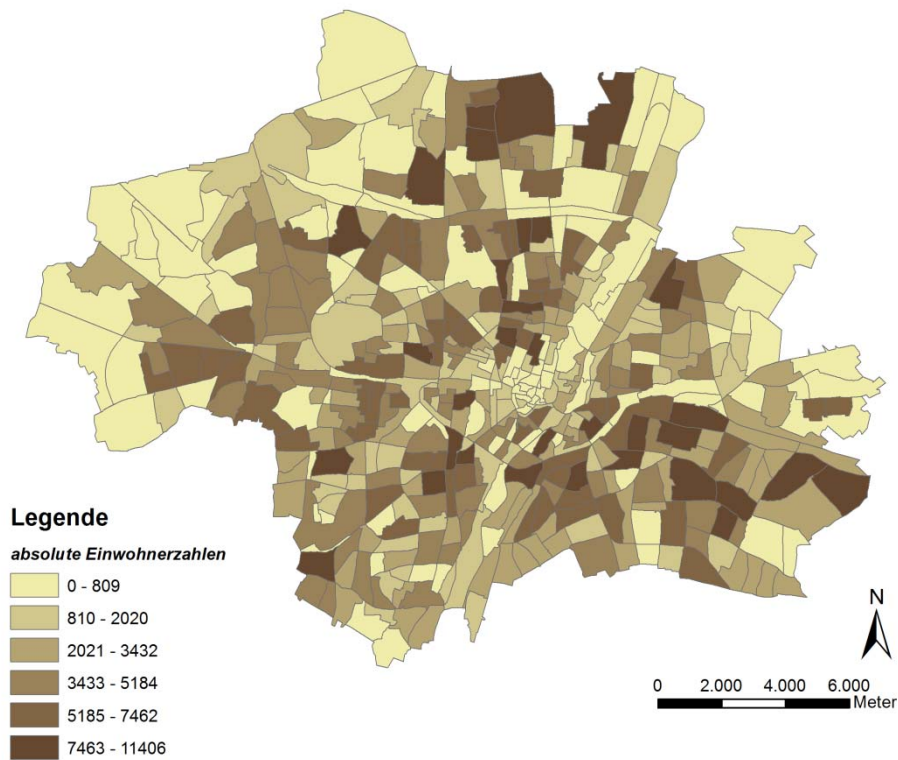 Legende
absolute Einwohnerzahlen
0 - 809
810 - 2020
2021 - 3432
3433 - 5184
5185 - 7462
7463 - 11406
N
0 2.000 4.000 6.000
Meter